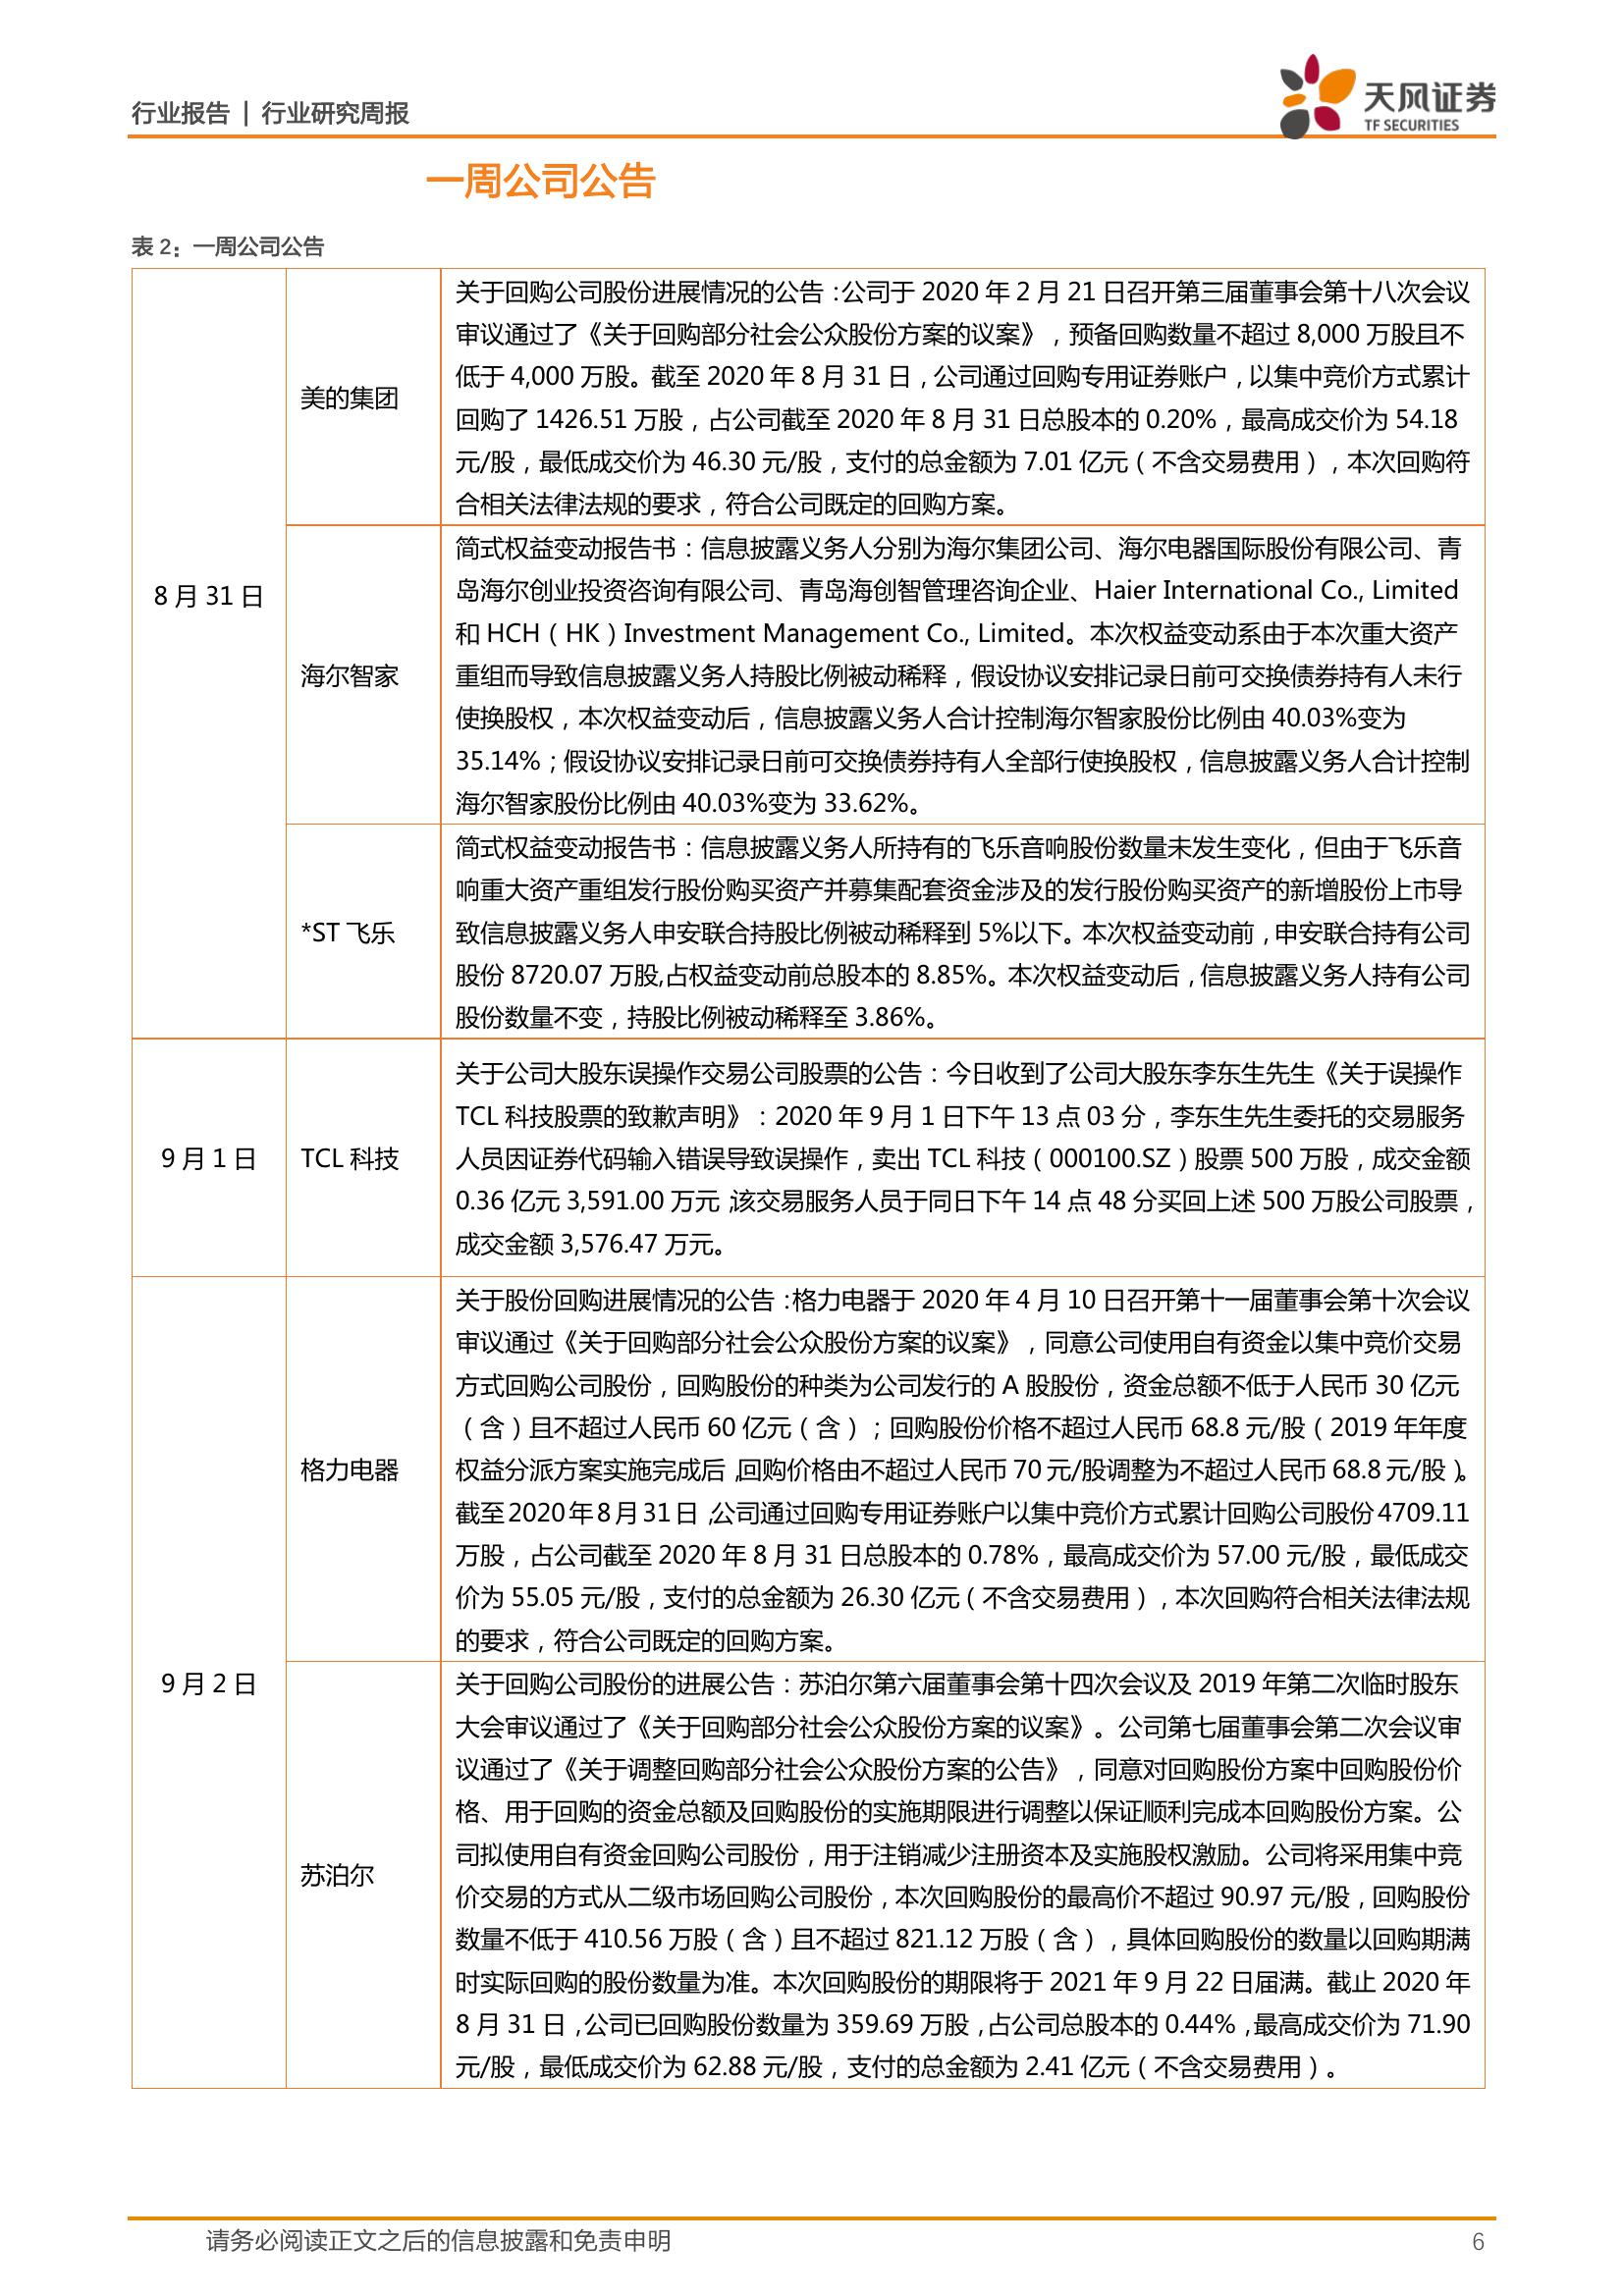 行业报告 | 行业研究周报
天风证券
TF SECURITIES
一周公司公告
表 2：一周公司公告
8 月 31 日
美的集团
关于回购公司股份进展情况的公告：公司于 2020 年 2 月 21 日召开第三届董事会第十八次会议
审议通过了《关于回购部分社会公众股份方案的议案》，预备回购数量不超过 8,000 万股且不
低于 4,000 万股。截至 2020 年 8 月 31 日，公司通过回购专用证券账户，以集中竞价方式累计
回购了 1426.51 万股，占公司截至 2020 年 8 月 31 日总股本的 0.20%，最高成交价为 54.18
元/股，最低成交价为 46.30 元/股，支付的总金额为 7.01 亿元（不含交易费用），本次回购符
合相关法律法规的要求，符合公司既定的回购方案。
海尔智家
简式权益变动报告书：信息披露义务人分别为海尔集团公司、海尔电器国际股份有限公司、青
岛海尔创业投资咨询有限公司、青岛海创智管理咨询企业、Haier International Co., Limited
和 HCH（HK）Investment Management Co., Limited。本次权益变动系由于本次重大资产
重组而导致信息披露义务人持股比例被动稀释，假设协议安排记录日前可交换债券持有人未行
使换股权，本次权益变动后，信息披露义务人合计控制海尔智家股份比例由 40.03%变为
35.14%；假设协议安排记录日前可交换债券持有人全部行使换股权，信息披露义务人合计控制
海尔智家股份比例由 40.03%变为 33.62%。
*ST 飞乐
简式权益变动报告书：信息披露义务人所持有的飞乐音响股份数量未发生变化，但由于飞乐音
响重大资产重组发行股份购买资产并募集配套资金涉及的发行股份购买资产的新增股份上市导
致信息披露义务人申安联合持股比例被动稀释到 5%以下。本次权益变动前，申安联合持有公司
股份 8720.07 万股,占权益变动前总股本的 8.85%。本次权益变动后，信息披露义务人持有公司
股份数量不变，持股比例被动稀释至 3.86%。
9 月 1 日
TCL 科技
关于公司大股东误操作交易公司股票的公告：今日收到了公司大股东李东生先生《关于误操作
TCL 科技股票的致歉声明》：2020 年 9 月 1 日下午 13 点 03 分，李东生先生委托的交易服务
人员因证券代码输入错误导致误操作，卖出 TCL 科技（000100.SZ）股票 500 万股，成交金额
0.36 亿元 3,591.00 万元，该交易服务人员于同日下午 14 点 48 分买回上述 500 万股公司股票，
成交金额 3,576.47 万元。
9 月 2 日
格力电器
关于股份回购进展情况的公告：格力电器于 2020 年 4 月 10 日召开第十一届董事会第十次会议
审议通过《关于回购部分社会公众股份方案的议案》，同意公司使用自有资金以集中竞价交易
方式回购公司股份，回购股份的种类为公司发行的 A 股股份，资金总额不低于人民币 30 亿元
（含）且不超过人民币 60 亿元（含）；回购股份价格不超过人民币 68.8 元/股（2019 年年度
权益分派方案实施完成后，回购价格由不超过人民币 70 元/股调整为不超过人民币 68.8 元/股）。
截至 2020 年 8 月 31 日，公司通过回购专用证券账户以集中竞价方式累计回购公司股份 4709.11
万股，占公司截至 2020 年 8 月 31 日总股本的 0.78%，最高成交价为 57.00 元/股，最低成交
价为 55.05 元/股，支付的总金额为 26.30 亿元（不含交易费用），本次回购符合相关法律法规
的要求，符合公司既定的回购方案。
苏泊尔
关于回购公司股份的进展公告：苏泊尔第六届董事会第十四次会议及 2019 年第二次临时股东
大会审议通过了《关于回购部分社会公众股份方案的议案》。公司第七届董事会第二次会议审
议通过了《关于调整回购部分社会公众股份方案的公告》，同意对回购股份方案中回购股份价
格、用于回购的资金总额及回购股份的实施期限进行调整以保证顺利完成本回购股份方案。公
司拟使用自有资金回购公司股份，用于注销减少注册资本及实施股权激励。公司将采用集中竞
价交易的方式从二级市场回购公司股份，本次回购股份的最高价不超过 90.97 元/股，回购股份
数量不低于 410.56 万股（含）且不超过 821.12 万股（含），具体回购股份的数量以回购期满
时实际回购的股份数量为准。本次回购股份的期限将于 2021 年 9 月 22 日届满。截止 2020 年
8 月 31 日，公司已回购股份数量为 359.69 万股，占公司总股本的 0.44%，最高成交价为 71.90
元/股，最低成交价为 62.88 元/股，支付的总金额为 2.41 亿元（不含交易费用）。
请务必阅读正文之后的信息披露和免责申明
6